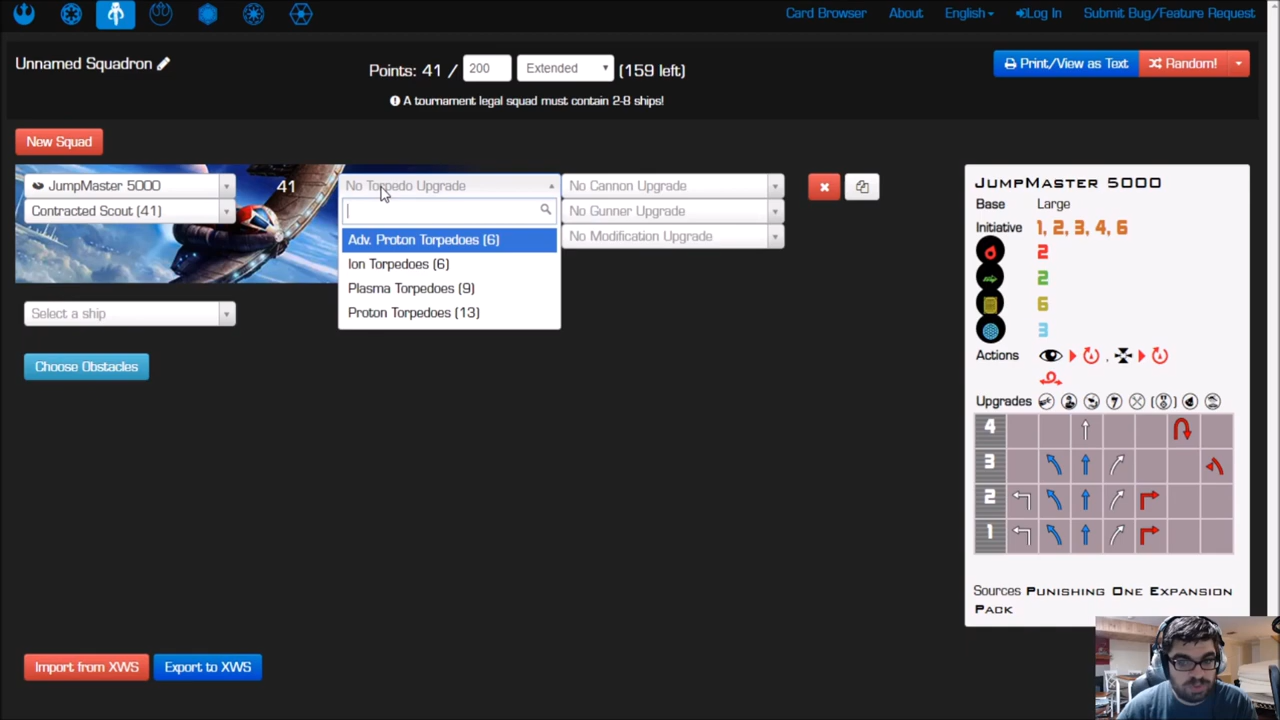 Card Browser About English Log In Submit Bug/Feature Request
Unnamed Squadron
Points: 41 / 200 Extended (159 left)
Print/View as Text Random!
A tournament legal squad must contain 2-8 ships!
New Squad
JumpMaster 5000 41 No Torpedo Upgrade No Cannon Upgrade
Contracted Scout (41) No Gunner Upgrade
No Modification Upgrade
Adv. Proton Torpedoes (6)
Ion Torpedoes (6)
Plasma Torpedoes (9)
Proton Torpedoes (13)
Select a ship
Choose Obstacles
JumpMaster 5000
Base Large
Initiative 1, 2, 3, 4, 6
2
2
6
3
Actions
Upgrades
4
3
2
1
Sources Punishing One Expansion
Pack
Import from XWS Export to XWS